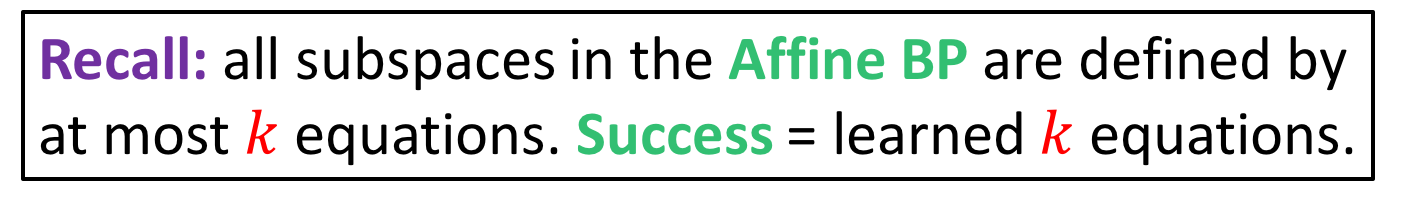 Recall: all subspaces in the Affine BP are defined by
at most k equations. Success = learned k equations.